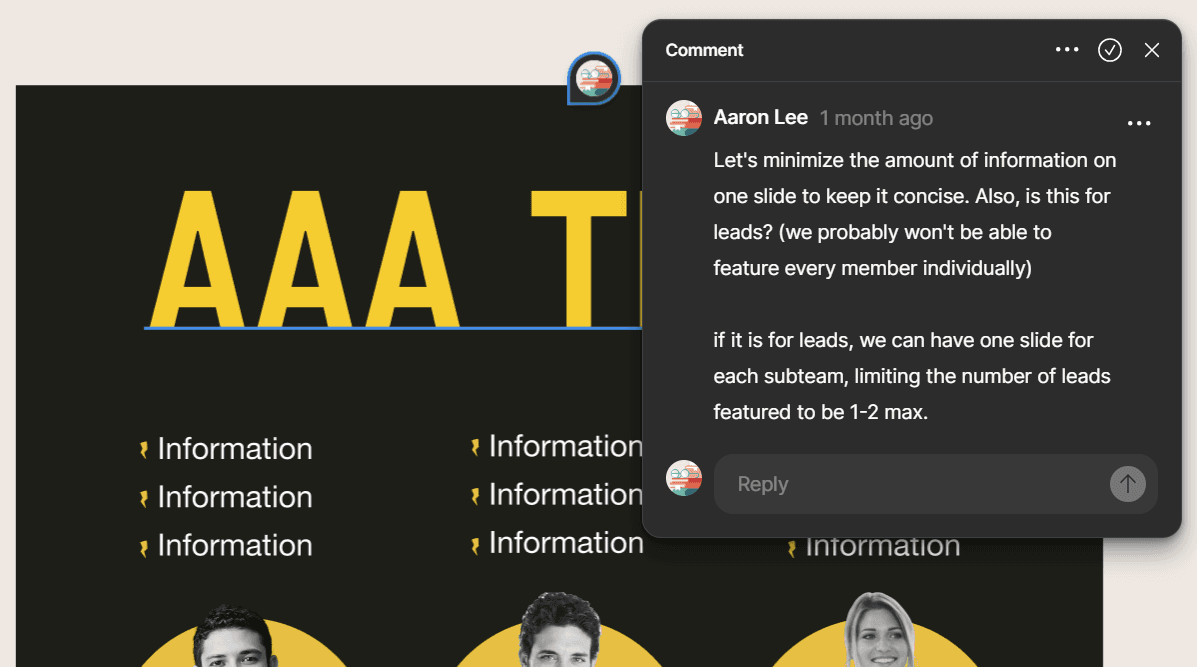 Comment
Aaron Lee 1 month ago
Let's minimize the amount of information on
one slide to keep it concise. Also, is this for
leads? (we probably won't be able to
feature every member individually)
if it is for leads, we can have one slide for
each subteam, limiting the number of leads
featured to be 1-2 max.
Reply
AAA T
Information
Information
Information
Information
Information
Information
Information